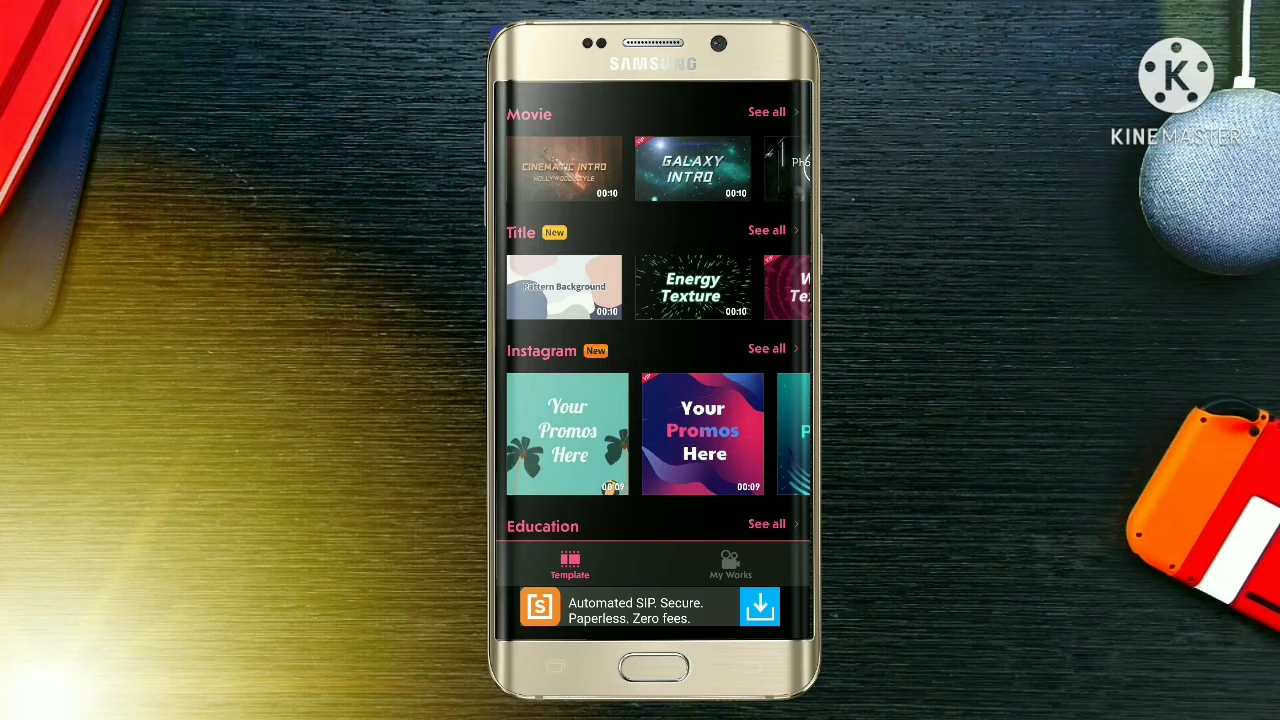 SAMSUNG
KINEMASTER
Movie
See all
CINEMATIC INTRO
HOLLYWOOD STYLE
00:10
GALAXY
INTRO
00:10
Title
New
See all
Pattern Background
00:10
Energy
Texture
00:10
Instagram
New
See all
Your
Promos
Here
00:09
Your
Promos
Here
00:09
Education
See all
Template
My Works
Automated SIP. Secure.
Paperless. Zero fees.